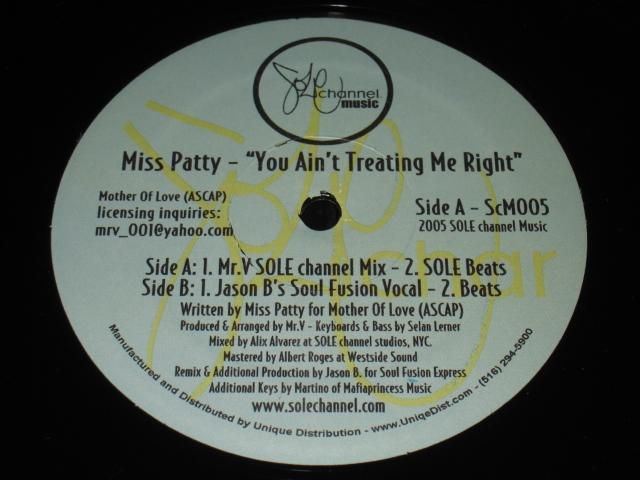 SOLE channel
music
Miss Patty - "You Ain't Treating Me Right"
Mother Of Love (ASCAP)
licensing inquiries:
mrv_001@yahoo.com
Side A - ScM005
2005 SOLE channel Music
Side A: 1. Mr.V SOLE channel Mix - 2. SOLE Beats
Side B: 1. Jason B's Soul Fusion Vocal - 2. Beats
Written by Miss Patty for Mother Of Love (ASCAP)
Produced & Arranged by Mr.V - Keyboards & Bass by Selan Lerner
Mixed by Alix Alvarez at SOLE channel studios, NYC.
Mastered by Albert Roges at Westside Sound
Remix & Additional Production by Jason B. for Soul Fusion Express
Additional Keys by Martino of Mafiaprincess Music
www.solechannel.com
Manufactured and Distributed by Unique Distribution - www.UniqeDist.com - (516) 294-5900